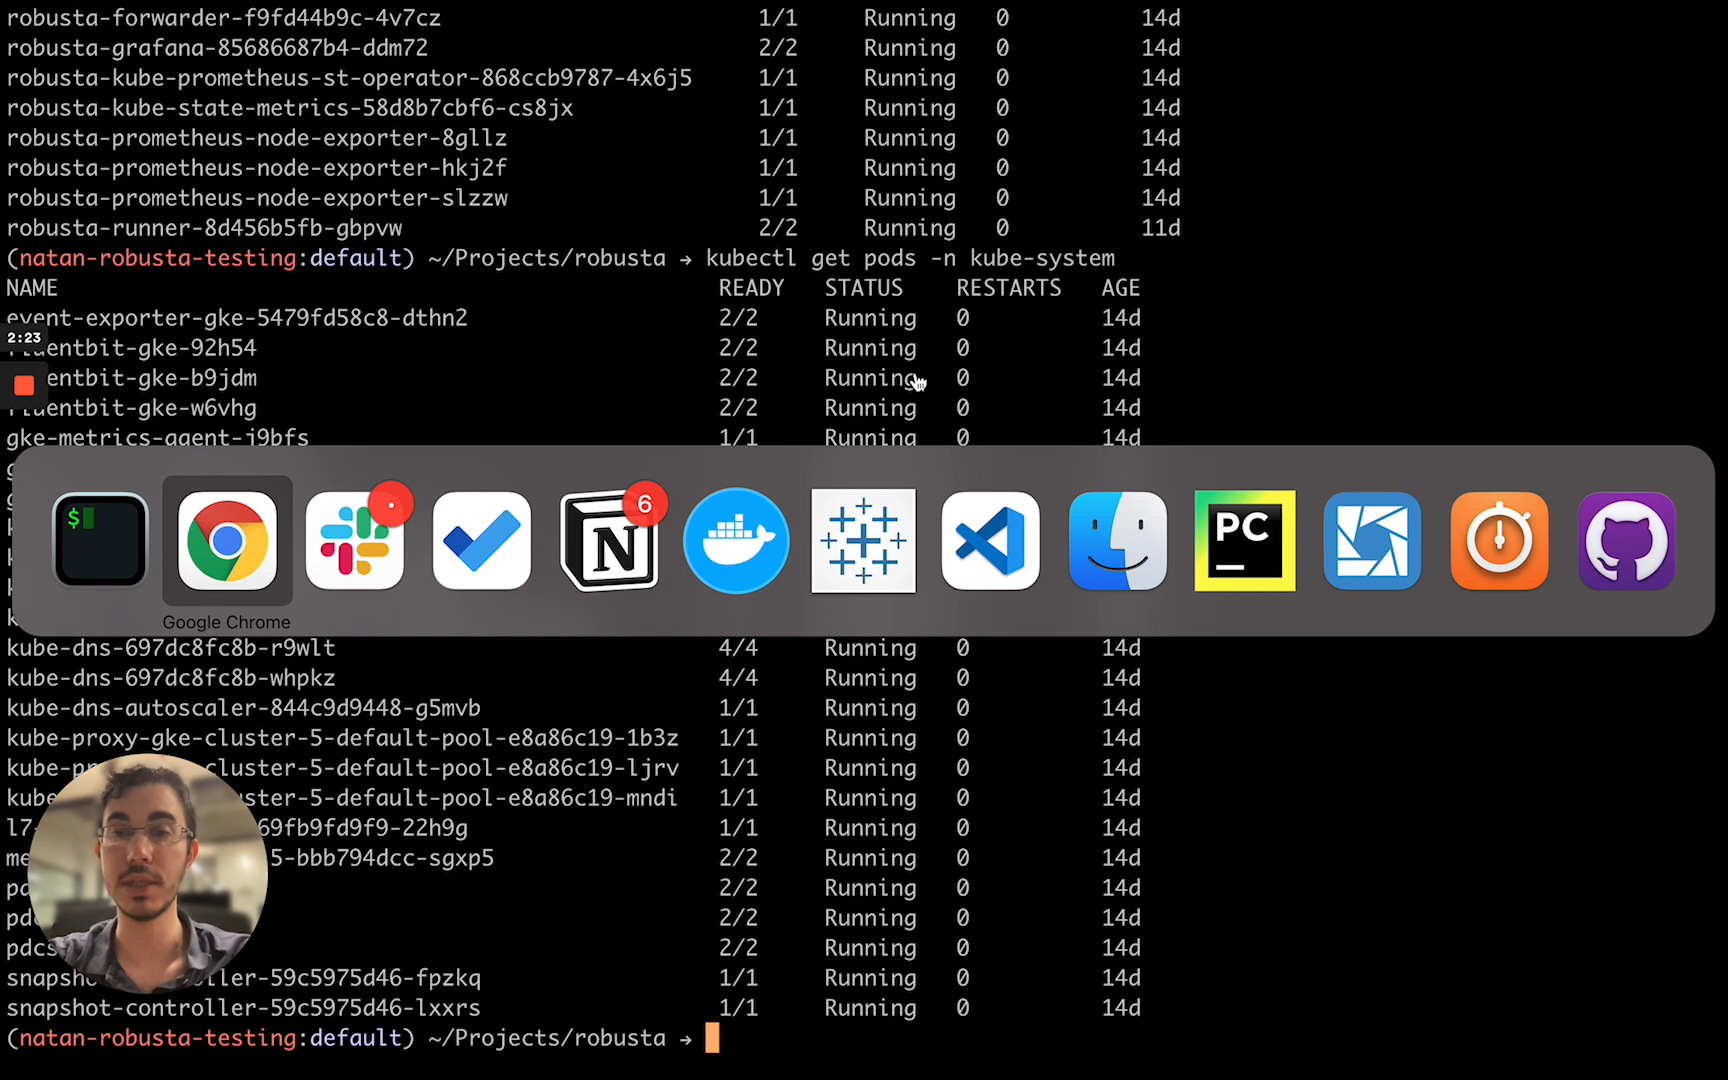 robusta-forwarder-f9fd44b9c-4v7cz 1/1 Running 0 14d
robusta-grafana-85686687b4-ddm72 2/2 Running 0 14d
robusta-kube-prometheus-st-operator-868ccb9787-4x6j5 1/1 Running 0 14d
robusta-kube-state-metrics-58d8b7cbf6-cs8jx 1/1 Running 0 14d
robusta-prometheus-node-exporter-8gllz 1/1 Running 0 14d
robusta-prometheus-node-exporter-hkj2f 1/1 Running 0 14d
robusta-prometheus-node-exporter-slzzw 1/1 Running 0 14d
robusta-runner-8d456b5fb-gbpvw 2/2 Running 0 11d
(natan-robusta-testing:default) ~/Projects/robusta → kubectl get pods -n kube-system
NAME READY STATUS RESTARTS AGE
event-exporter-gke-5479fd58c8-dthn2 2/2 Running 0 14d
2:23
fluentbit-gke-92h54 2/2 Running 0 14d
entbit-gke-b9jdm 2/2 Running 0 14d
fluentbit-gke-w6vhg 2/2 Running 0 14d
gke-metrics-agent-j9bfs 1/1 Running 0 14d
$
6
N
PC
Google Chrome
kube-dns-697dc8fc8b-r9wlt 4/4 Running 0 14d
kube-dns-697dc8fc8b-whpkz 4/4 Running 0 14d
kube-dns-autoscaler-844c9d9448-g5mvb 1/1 Running 0 14d
kube-proxy-gke-cluster-5-default-pool-e8a86c19-1b3z 1/1 Running 0 14d
kube-pr cluster-5-default-pool-e8a86c19-ljrv 1/1 Running 0 14d
kube ster-5-default-pool-e8a86c19-mndi 1/1 Running 0 14d
l7- 69fb9fd9f9-22h9g 1/1 Running 0 14d
me 5-bbb794dcc-sgxp5 2/2 Running 0 14d
pd 2/2 Running 0 14d
pdc 2/2 Running 0 14d
pdcs 2/2 Running 0 14d
snapsho ller-59c5975d46-fpzkq 1/1 Running 0 14d
snapshot-controller-59c5975d46-lxxrs 1/1 Running 0 14d
(natan-robusta-testing:default) ~/Projects/robusta →